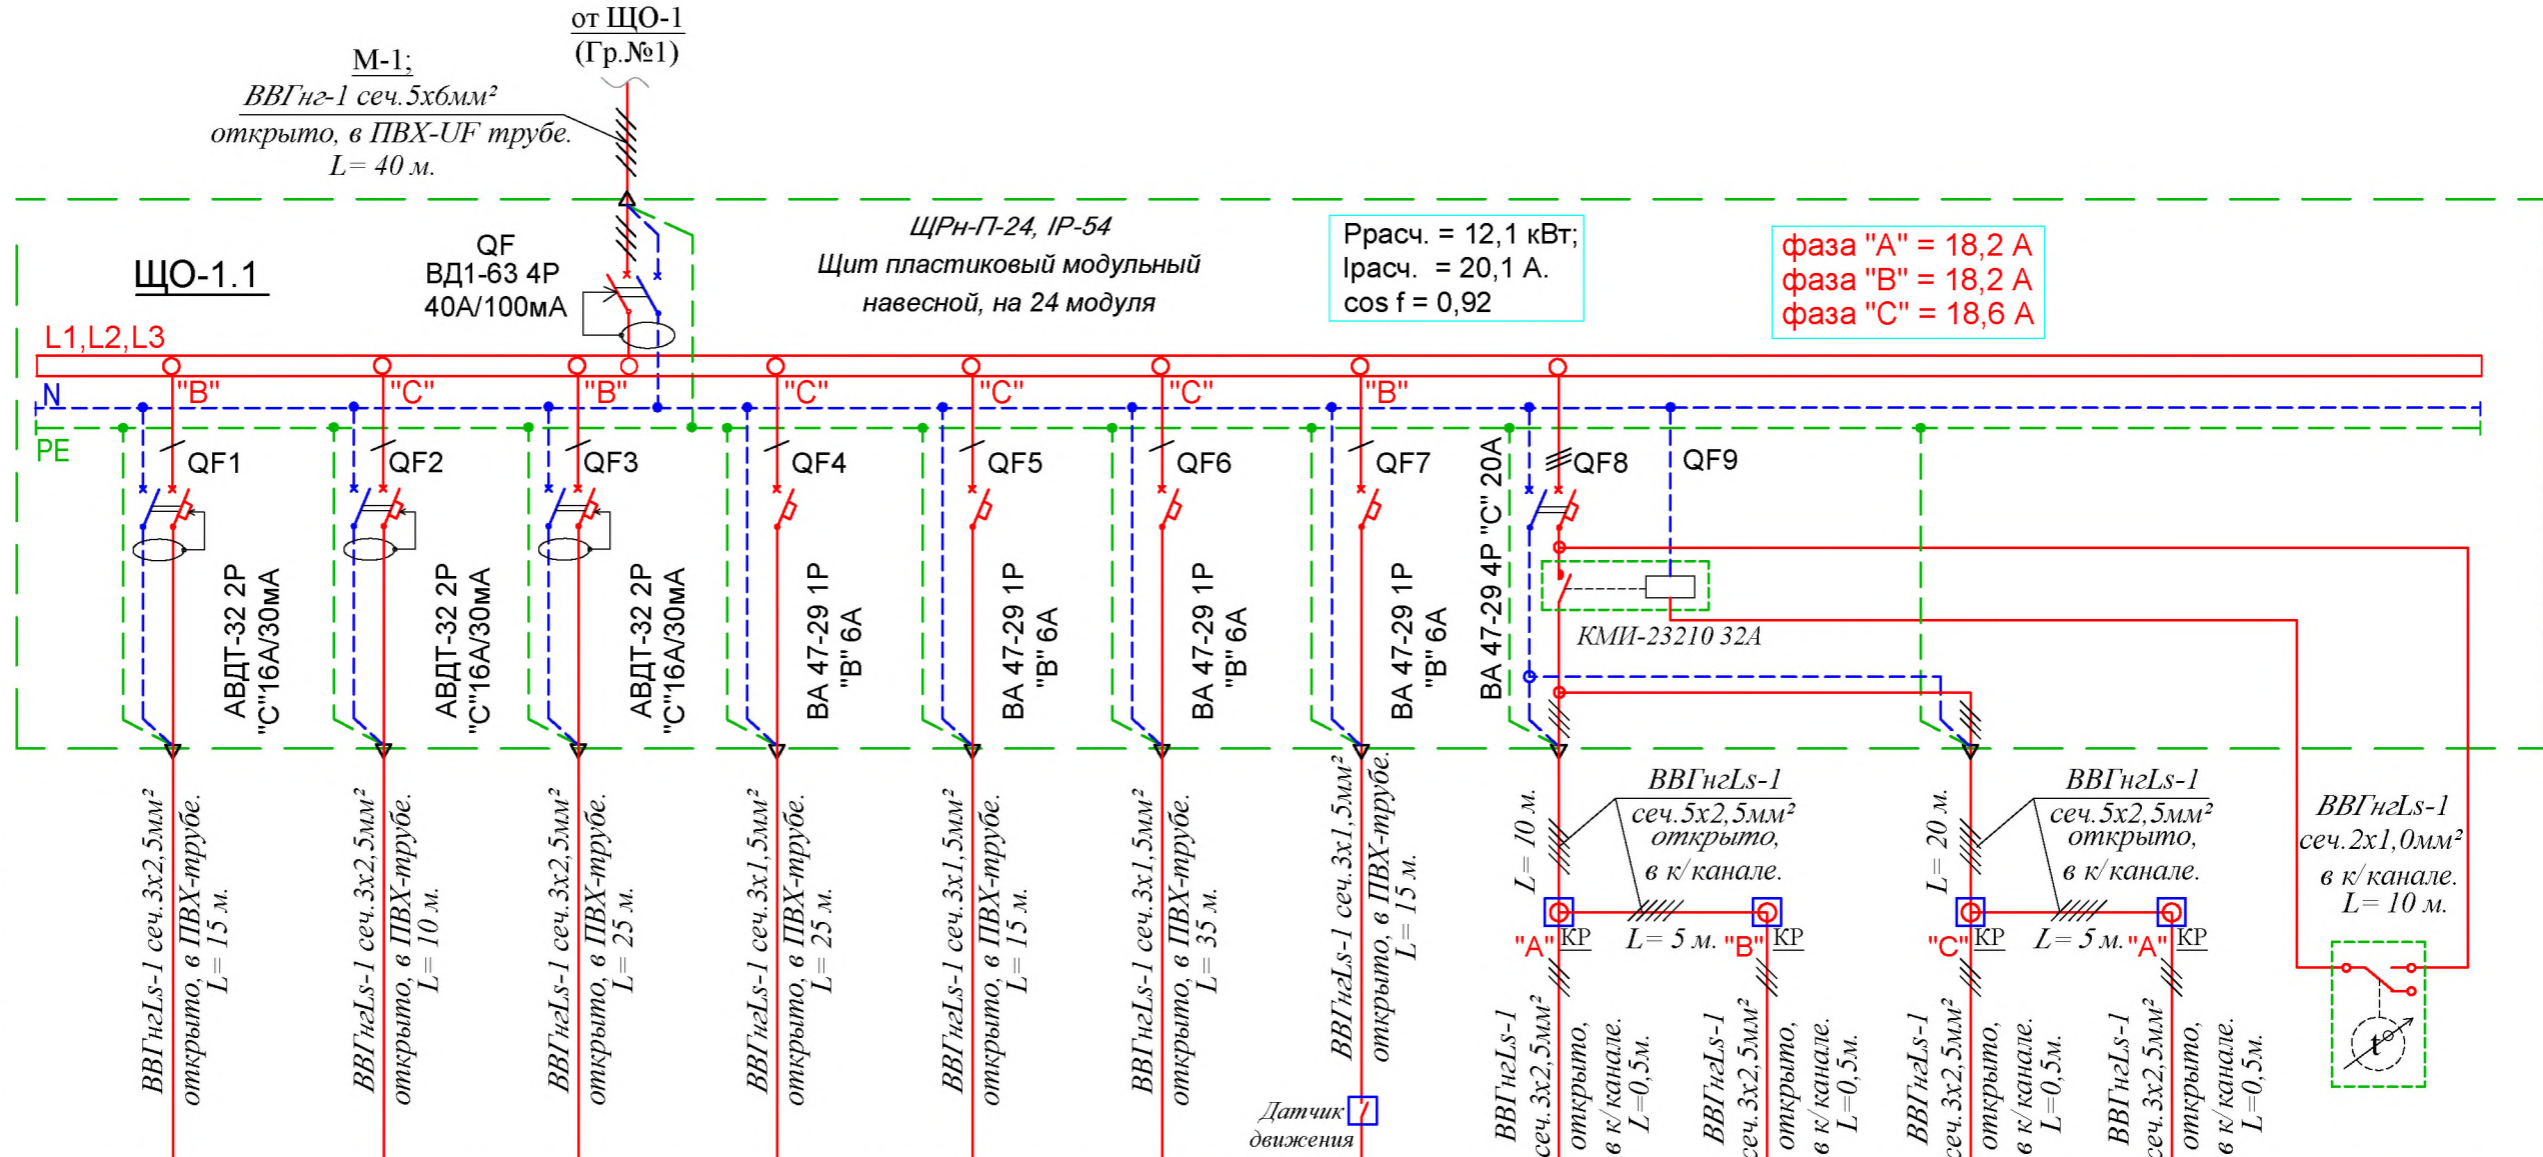 от ЩО-1
(Гр.№1)
М-1;
ВВГнг-1 сеч.5х6мм²
открыто, в ПВХ-UF трубе.
L= 40 м.
ЩО-1.1
QF
ВД1-63 4Р
40А/100мА
ЩРн-П-24, IP-54
Щит пластиковый модульный
навесной, на 24 модуля
Ррасч. = 12,1 кВт;
Iрасч. = 20,1 А.
cos f = 0,92
фаза "А" = 18,2 А
фаза "В" = 18,2 А
фаза "С" = 18,6 А
L1,L2,L3
N
PE
"В"
"С"
"В"
"С"
"С"
"С"
"В"
QF1
QF2
QF3
QF4
QF5
QF6
QF7
QF8
QF9
АВДТ-32 2Р
"С"16А/30мА
АВДТ-32 2Р
"С"16А/30мА
АВДТ-32 2Р
"С"16А/30мА
ВА 47-29 1Р
"В" 6А
ВА 47-29 1Р
"В" 6А
ВА 47-29 1Р
"В" 6А
ВА 47-29 1Р
"В" 6А
ВА 47-29 4Р "С" 20А
КМИ-23210 32А
ВВГнгLs-1 сеч.3х2,5мм²
открыто, в ПВХ-трубе.
L= 15 м.
ВВГнгLs-1 сеч.3х2,5мм²
открыто, в ПВХ-трубе.
L= 10 м.
ВВГнгLs-1 сеч.3х2,5мм²
открыто, в ПВХ-трубе.
L= 25 м.
ВВГнгLs-1 сеч.3х1,5мм²
открыто, в ПВХ-трубе.
L= 25 м.
ВВГнгLs-1 сеч.3х1,5мм²
открыто, в ПВХ-трубе.
L= 15 м.
ВВГнгLs-1 сеч.3х1,5мм²
открыто, в ПВХ-трубе.
L= 35 м.
ВВГнгLs-1 сеч.3х1,5мм²
открыто, в ПВХ-трубе.
L= 15 м.
Датчик
движения
L= 10 м.
ВВГнгLs-1
сеч.5х2,5мм²
открыто,
в к/канале.
L= 5 м.
"А"
КР
"В"
КР
L= 20 м.
ВВГнгLs-1
сеч.5х2,5мм²
открыто,
в к/канале.
L= 5 м.
"С"
КР
"А"
КР
ВВГнгLs-1
сеч.2х1,0мм²
в к/канале.
L= 10 м.
ВВГнгLs-1
сеч.3х2,5мм²
открыто,
в к/канале.
L=0,5м.
ВВГнгLs-1
сеч.3х2,5мм²
открыто,
в к/канале.
L=0,5м.
ВВГнгLs-1
сеч.3х2,5мм²
открыто,
в к/канале.
L=0,5м.
ВВГнгLs-1
сеч.3х2,5мм²
открыто,
в к/канале.
L=0,5м.
t°